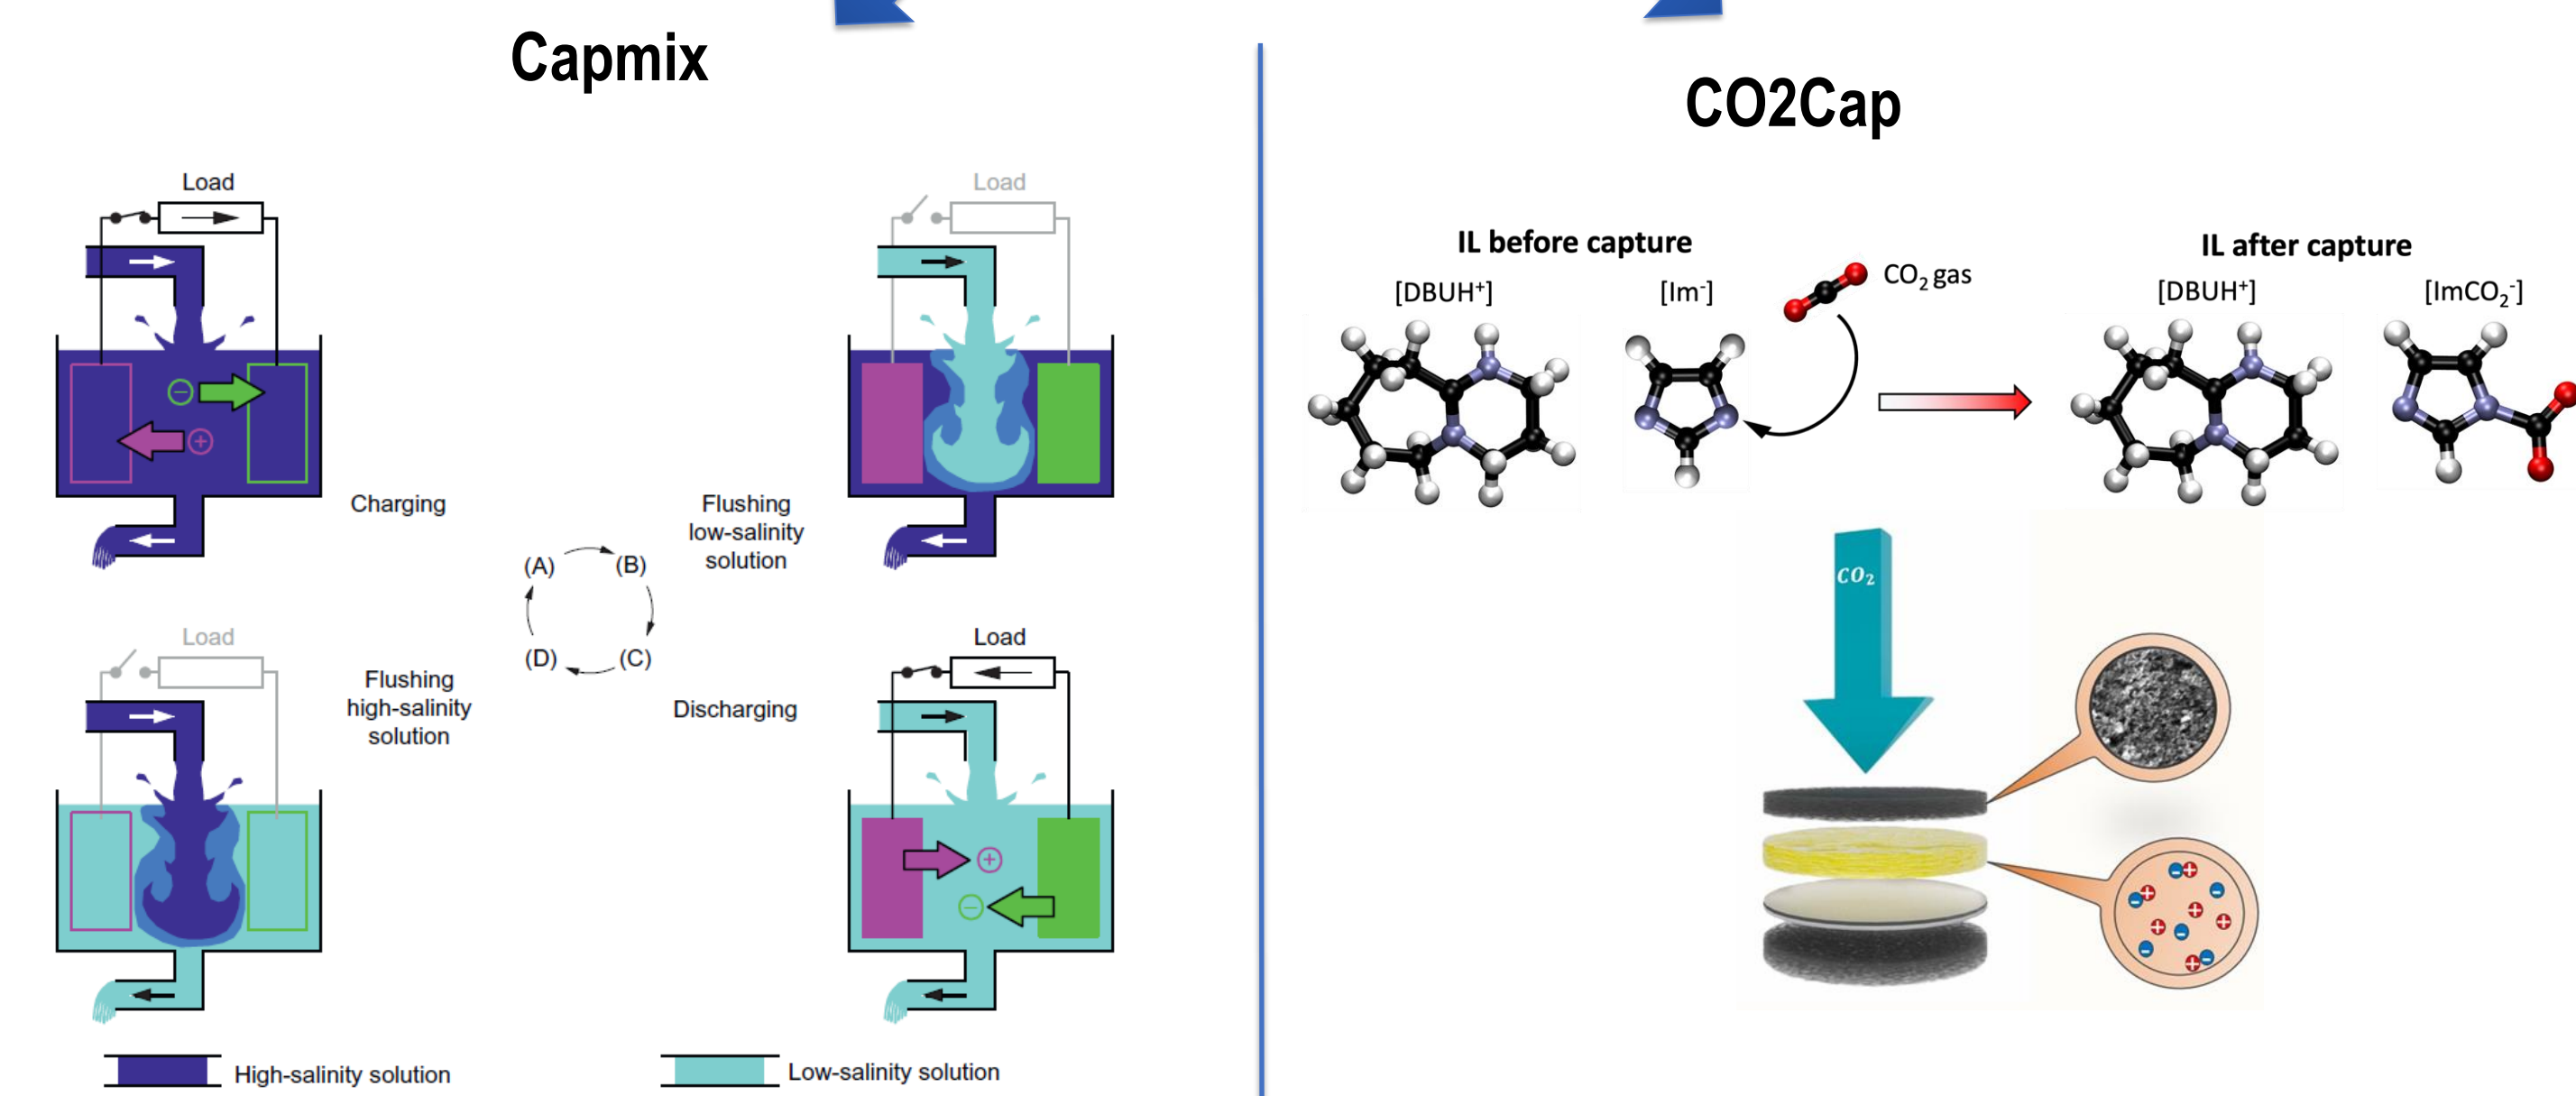 Capmix
CO2Cap
Load
Load
Charging
Flushing
low-salinity
solution
(A)
(B)
(D)
(C)
Load
Load
Flushing
high-salinity
solution
Discharging
High-salinity solution
Low-salinity solution
IL before capture
[DBUH⁺]
[Im⁻]
CO₂ gas
IL after capture
[DBUH⁺]
[ImCO₂⁻]
CO₂